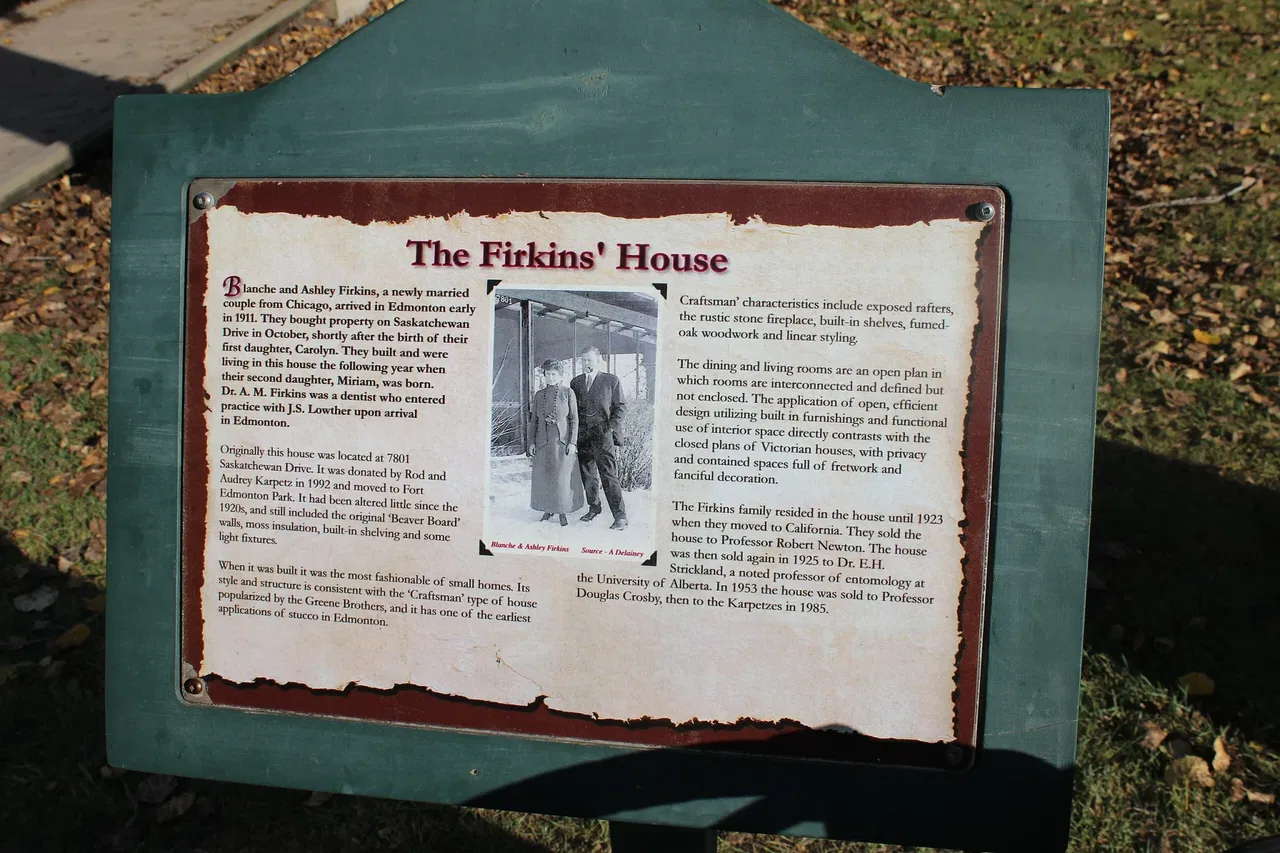 The Firkins' House
Blanche and Ashley Firkins, a newly married
couple from Chicago, arrived in Edmonton early
in 1911. They bought property on Saskatchewan
Drive in October, shortly after the birth of their
first daughter, Carolyn. They built and were
living in this house the following year when
their second daughter, Miriam, was born.
Dr. A. M. Firkins was a dentist who entered
practice with J.S. Lowther upon arrival
in Edmonton.
Originally this house was located at 7801
Saskatchewan Drive. It was donated by Rod and
Audrey Karpetz in 1992 and moved to Fort
Edmonton Park. It had been altered little since the
1920s, and still included the original 'Beaver Board'
walls, moss insulation, built-in shelving and some
light fixtures.
When it was built it was the most fashionable of small homes. Its
style and structure is consistent with the 'Craftsman' type of house
popularized by the Greene Brothers, and it has one of the earliest
applications of stucco in Edmonton.
7801
Blanche & Ashley Firkins Source - A Delainey
Craftsman' characteristics include exposed rafters,
the rustic stone fireplace, built-in shelves, fumed-
oak woodwork and linear styling.
The dining and living rooms are an open plan in
which rooms are interconnected and defined but
not enclosed. The application of open, efficient
design utilizing built in furnishings and functional
use of interior space directly contrasts with the
closed plans of Victorian houses, with privacy
and contained spaces full of fretwork and
fanciful decoration.
The Firkins family resided in the house until 1923
when they moved to California. They sold the
house to Professor Robert Newton. The house
was then sold again in 1925 to Dr. E.H.
Strickland, a noted professor of entomology at
the University of Alberta. In 1953 the house was sold to Professor
Douglas Crosby, then to the Karpetzes in 1985.